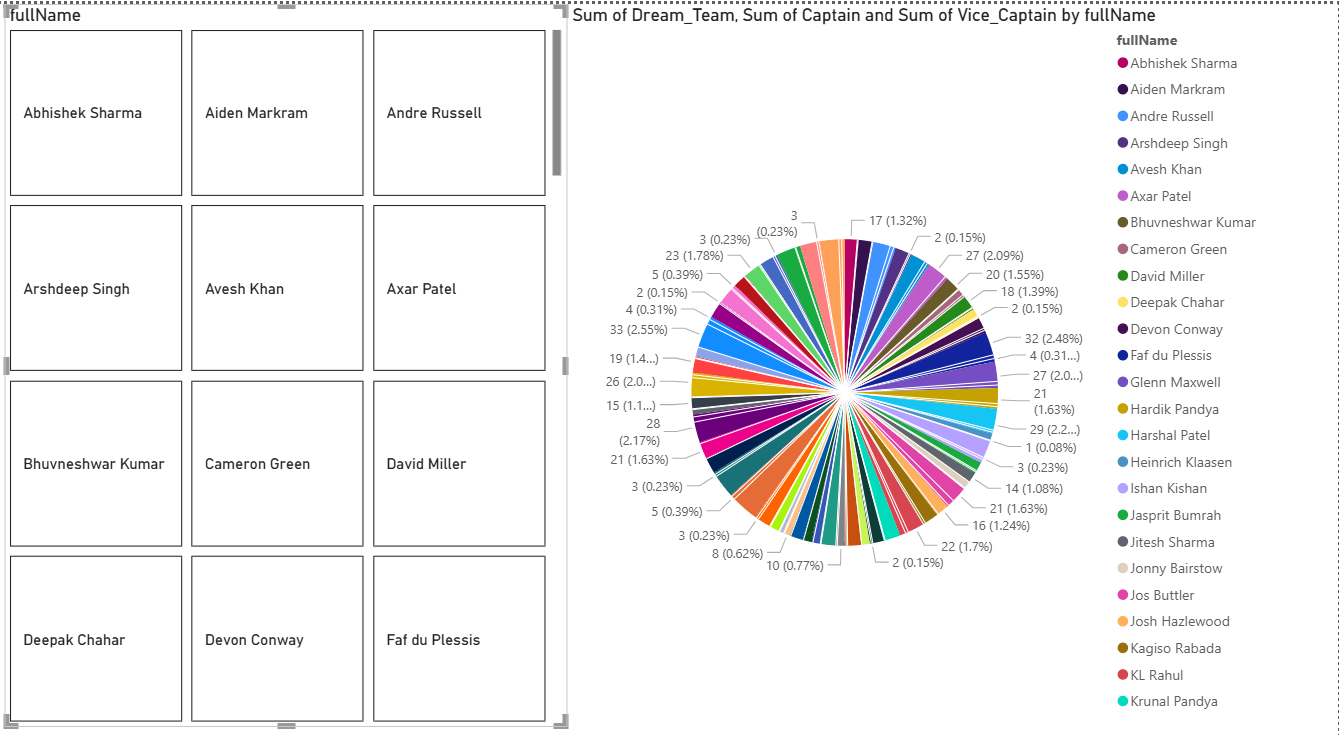 fullName
Abhishek Sharma
Aiden Markram
Andre Russell
Arshdeep Singh
Avesh Khan
Axar Patel
Bhuvneshwar Kumar
Cameron Green
David Miller
Deepak Chahar
Devon Conway
Faf du Plessis
Sum of Dream_Team, Sum of Captain and Sum of Vice_Captain by fullName
17 (1.32%)
2 (0.15%)
27 (2.09%)
20 (1.55%)
18 (1.39%)
2 (0.15%)
32 (2.48%)
4 (0.31...)
27 (2.0...)
21
(1.63%)
29 (2.2...)
1 (0.08%)
3 (0.23%)
14 (1.08%)
21 (1.63%)
16 (1.24%)
22 (1.7%)
2 (0.15%)
10 (0.77%)
8 (0.62%)
3 (0.23%)
5 (0.39%)
3 (0.23%)
21 (1.63%)
28
(2.17%)
15 (1.1...)
26 (2.0...)
19 (1.4...)
33 (2.55%)
4 (0.31%)
2 (0.15%)
5 (0.39%)
23 (1.78%)
3 (0.23%)
3
(0.23%)
fullName
Abhishek Sharma
Aiden Markram
Andre Russell
Arshdeep Singh
Avesh Khan
Axar Patel
Bhuvneshwar Kumar
Cameron Green
David Miller
Deepak Chahar
Devon Conway
Faf du Plessis
Glenn Maxwell
Hardik Pandya
Harshal Patel
Heinrich Klaasen
Ishan Kishan
Jasprit Bumrah
Jitesh Sharma
Jonny Bairstow
Jos Buttler
Josh Hazlewood
Kagiso Rabada
KL Rahul
Krunal Pandya